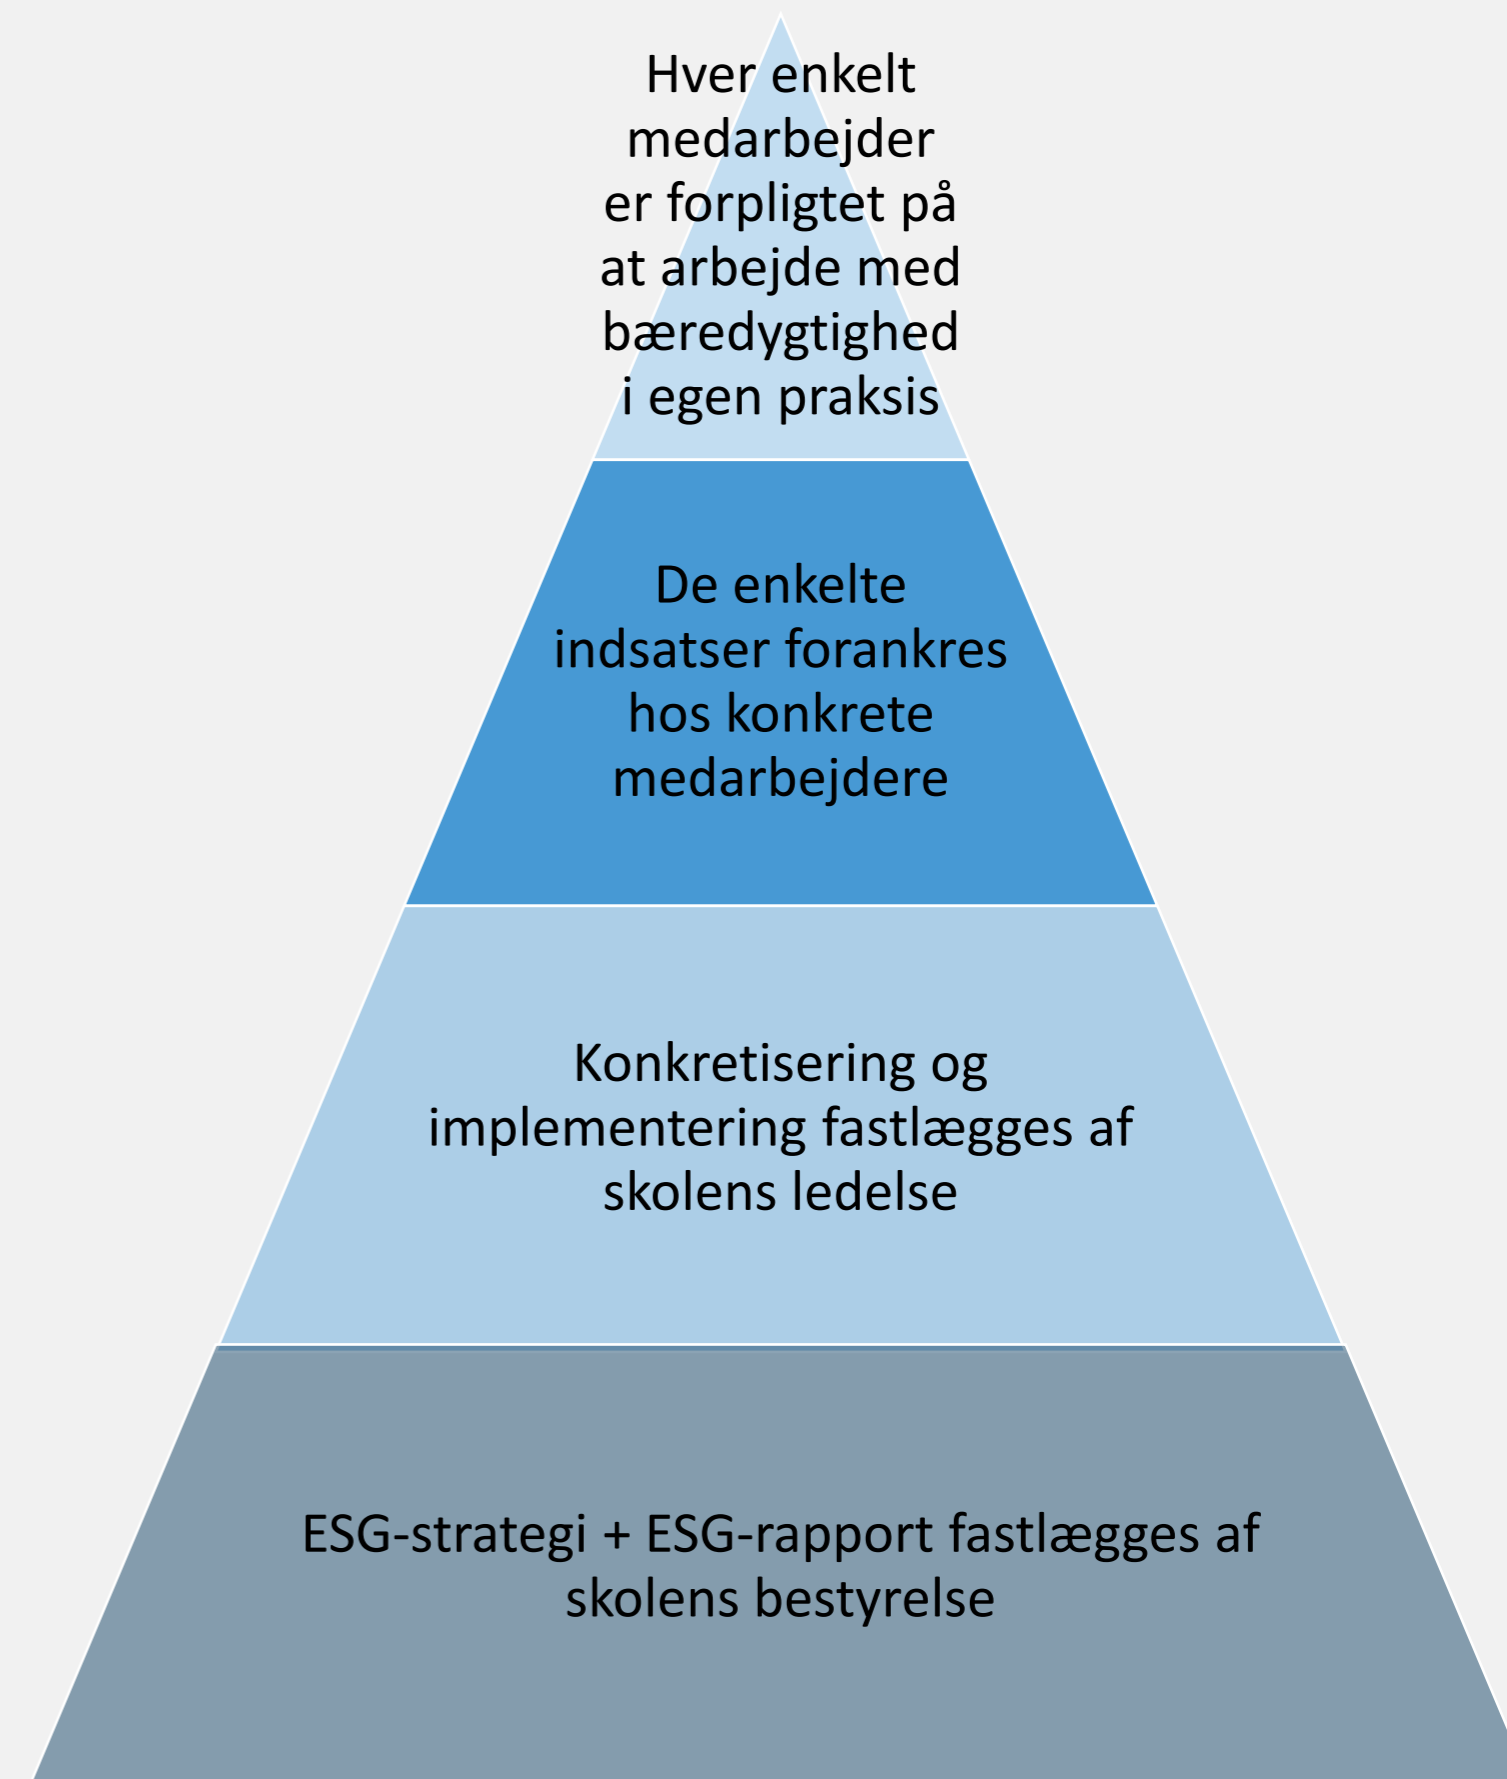 Hver enkelt
medarbejder
er forpligtet på
at arbejde med
bæredygtighed
i egen praksis
De enkelte
indsatser forankres
hos konkrete
medarbejdere
Konkretisering og
implementering fastlægges af
skolens ledelse
ESG-strategi + ESG-rapport fastlægges af
skolens bestyrelse